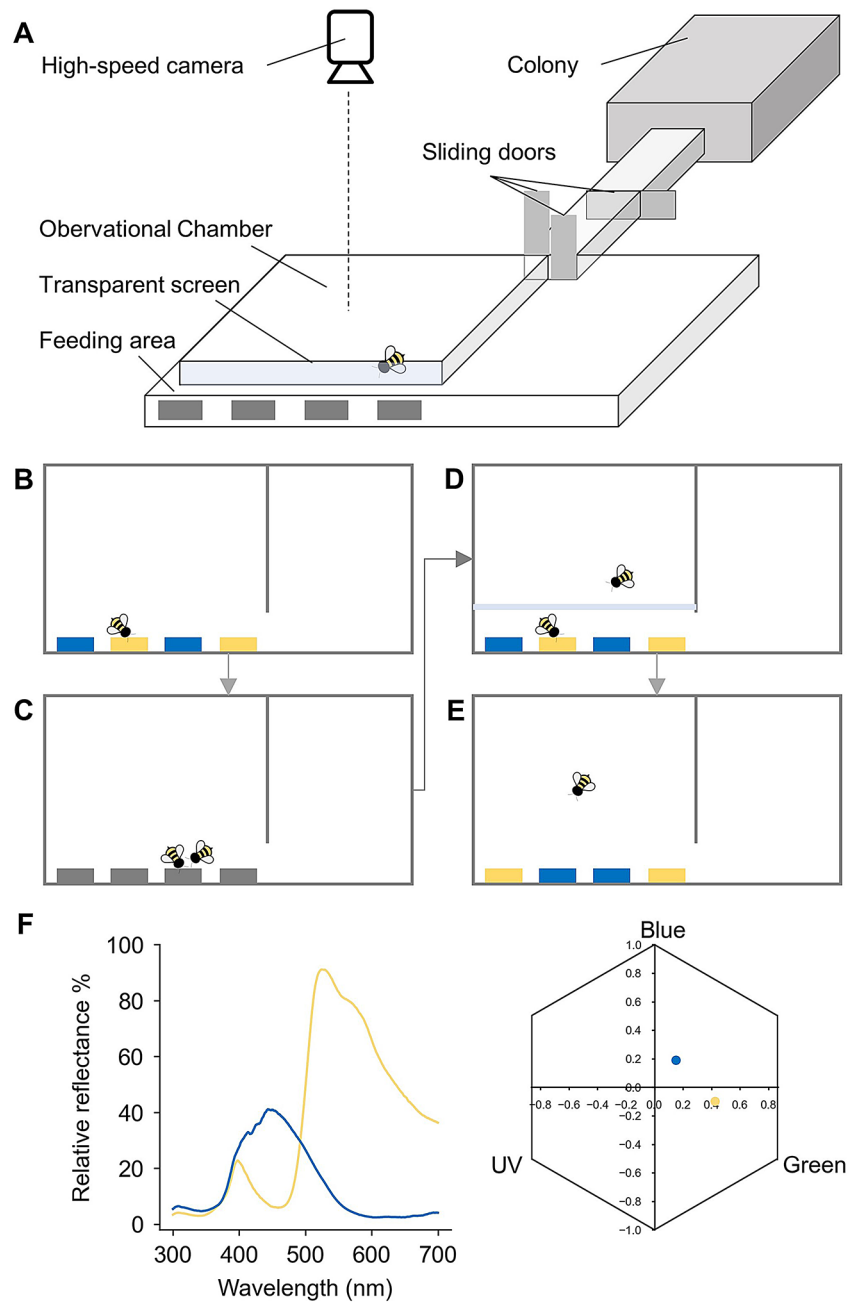 A
High-speed camera
Colony
Sliding doors
Obervational Chamber
Transparent screen
Feeding area
B
D
C
E
F
Relative reflectance %
100
80
60
40
20
0
300 400 500 600 700
Wavelength (nm)
Blue
1.0
0.8
0.6
0.4
0.2
0.0
−0.8 −0.6 −0.4 −0.2 0.0 0.2 0.4 0.6 0.8
−0.2
−0.4
−0.6
−0.8
−1.0
UV
Green